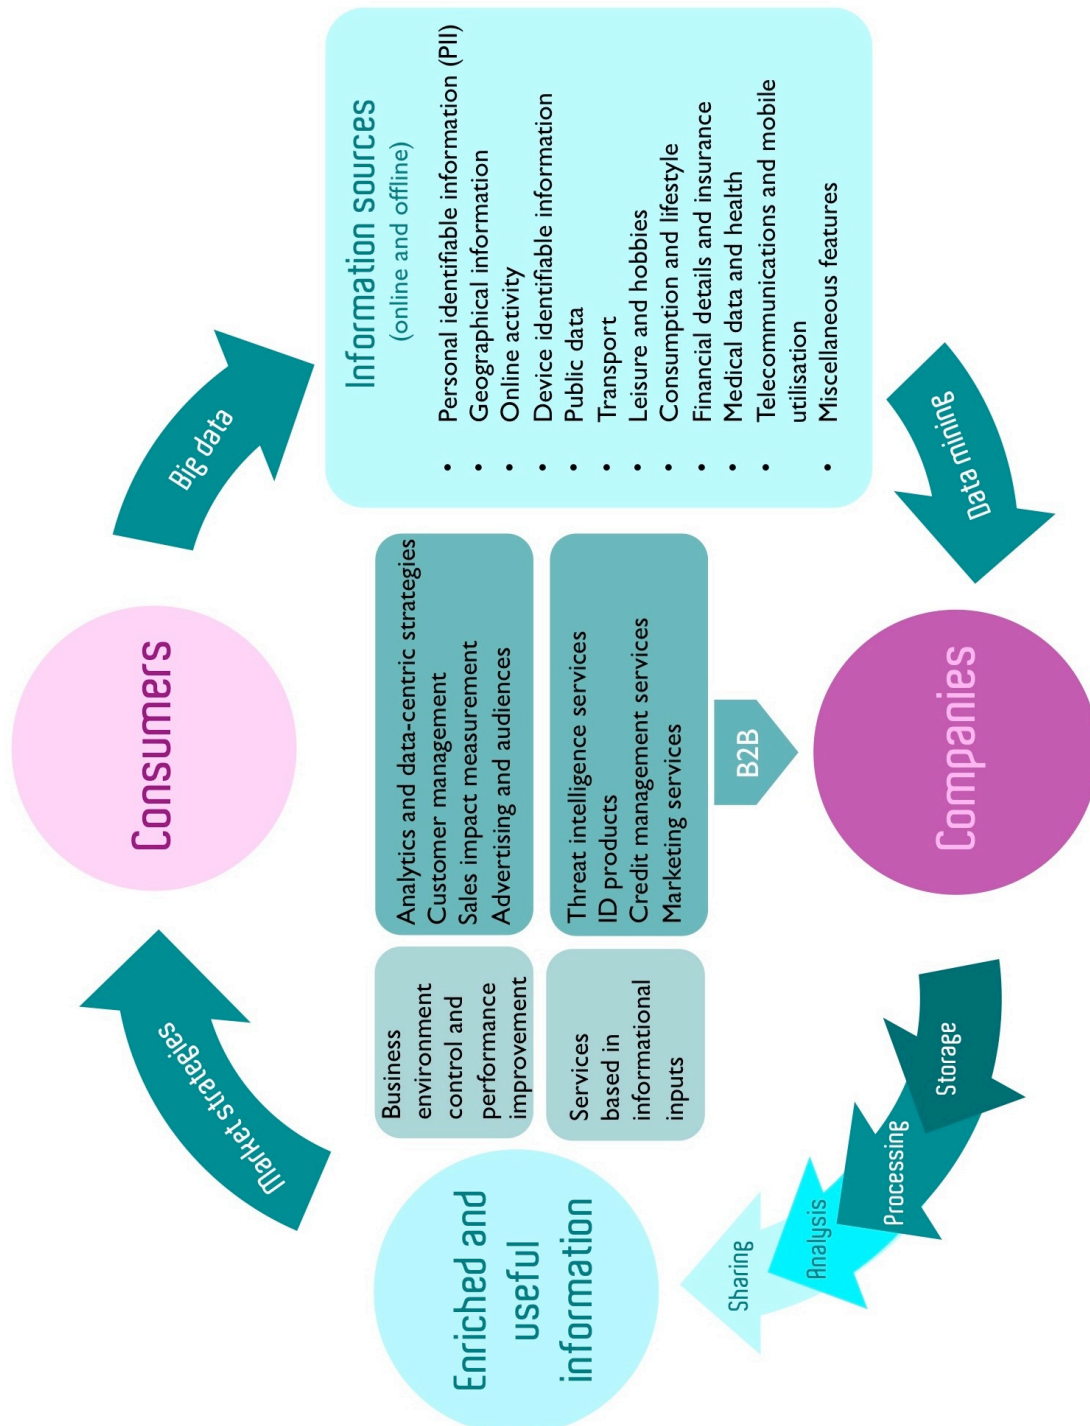 Consumers
Big data
Information sources
(online and offline)
• Personal identifiable information (PII)
• Geographical information
• Online activity
• Device identifiable information
• Public data
• Transport
• Leisure and hobbies
• Consumption and lifestyle
• Financial details and insurance
• Medical data and health
• Telecommunications and mobile
utilisation
• Miscellaneous features
Data mining
Companies
Storage
Processing
Analysis
Sharing
Enriched and
useful
information
Market strategies
Business
environment
control and
performance
improvement
Analytics and data-centric strategies
Customer management
Sales impact measurement
Advertising and audiences
Services
based in
informational
inputs
Threat intelligence services
ID products
Credit management services
Marketing services
B2B